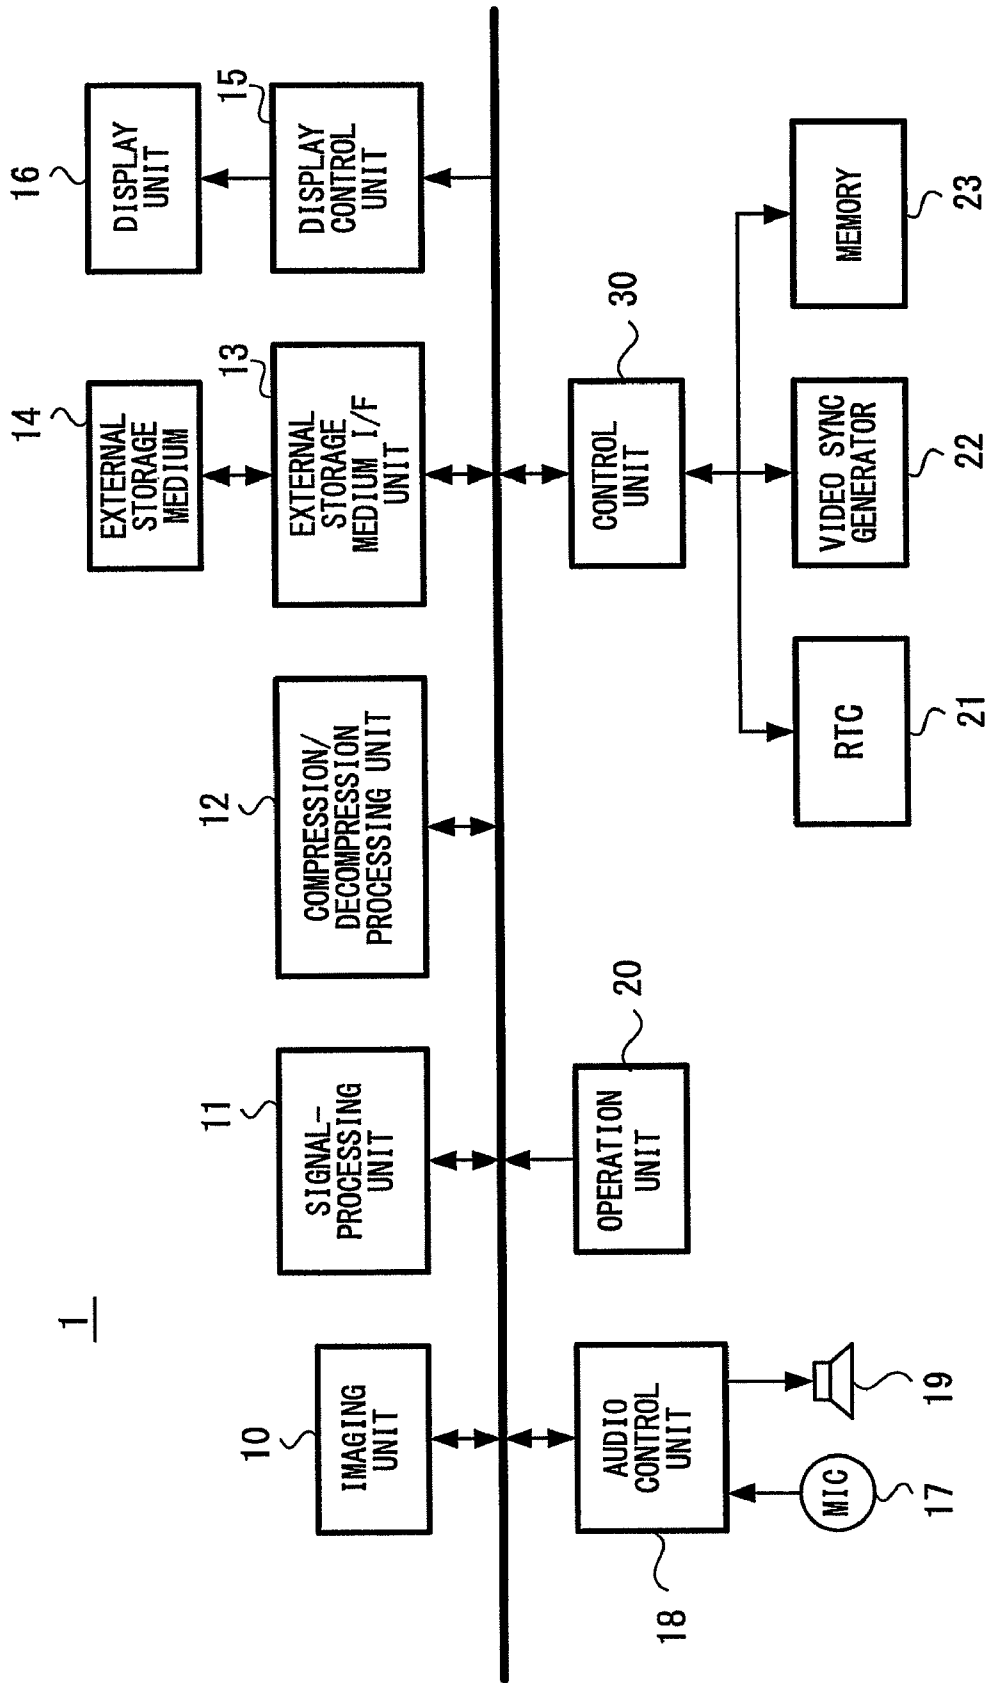 1
10
IMAGING
UNIT
11
SIGNAL-
PROCESSING
UNIT
12
COMPRESSION/
DECOMPRESSION
PROCESSING UNIT
14
EXTERNAL
STORAGE
MEDIUM
13
EXTERNAL
STORAGE
MEDIUM I/F
UNIT
16
DISPLAY
UNIT
15
DISPLAY
CONTROL
UNIT
18
AUDIO
CONTROL
UNIT
MIC
17
19
OPERATION
UNIT
20
CONTROL
UNIT
30
RTC
21
VIDEO SYNC
GENERATOR
22
MEMORY
23